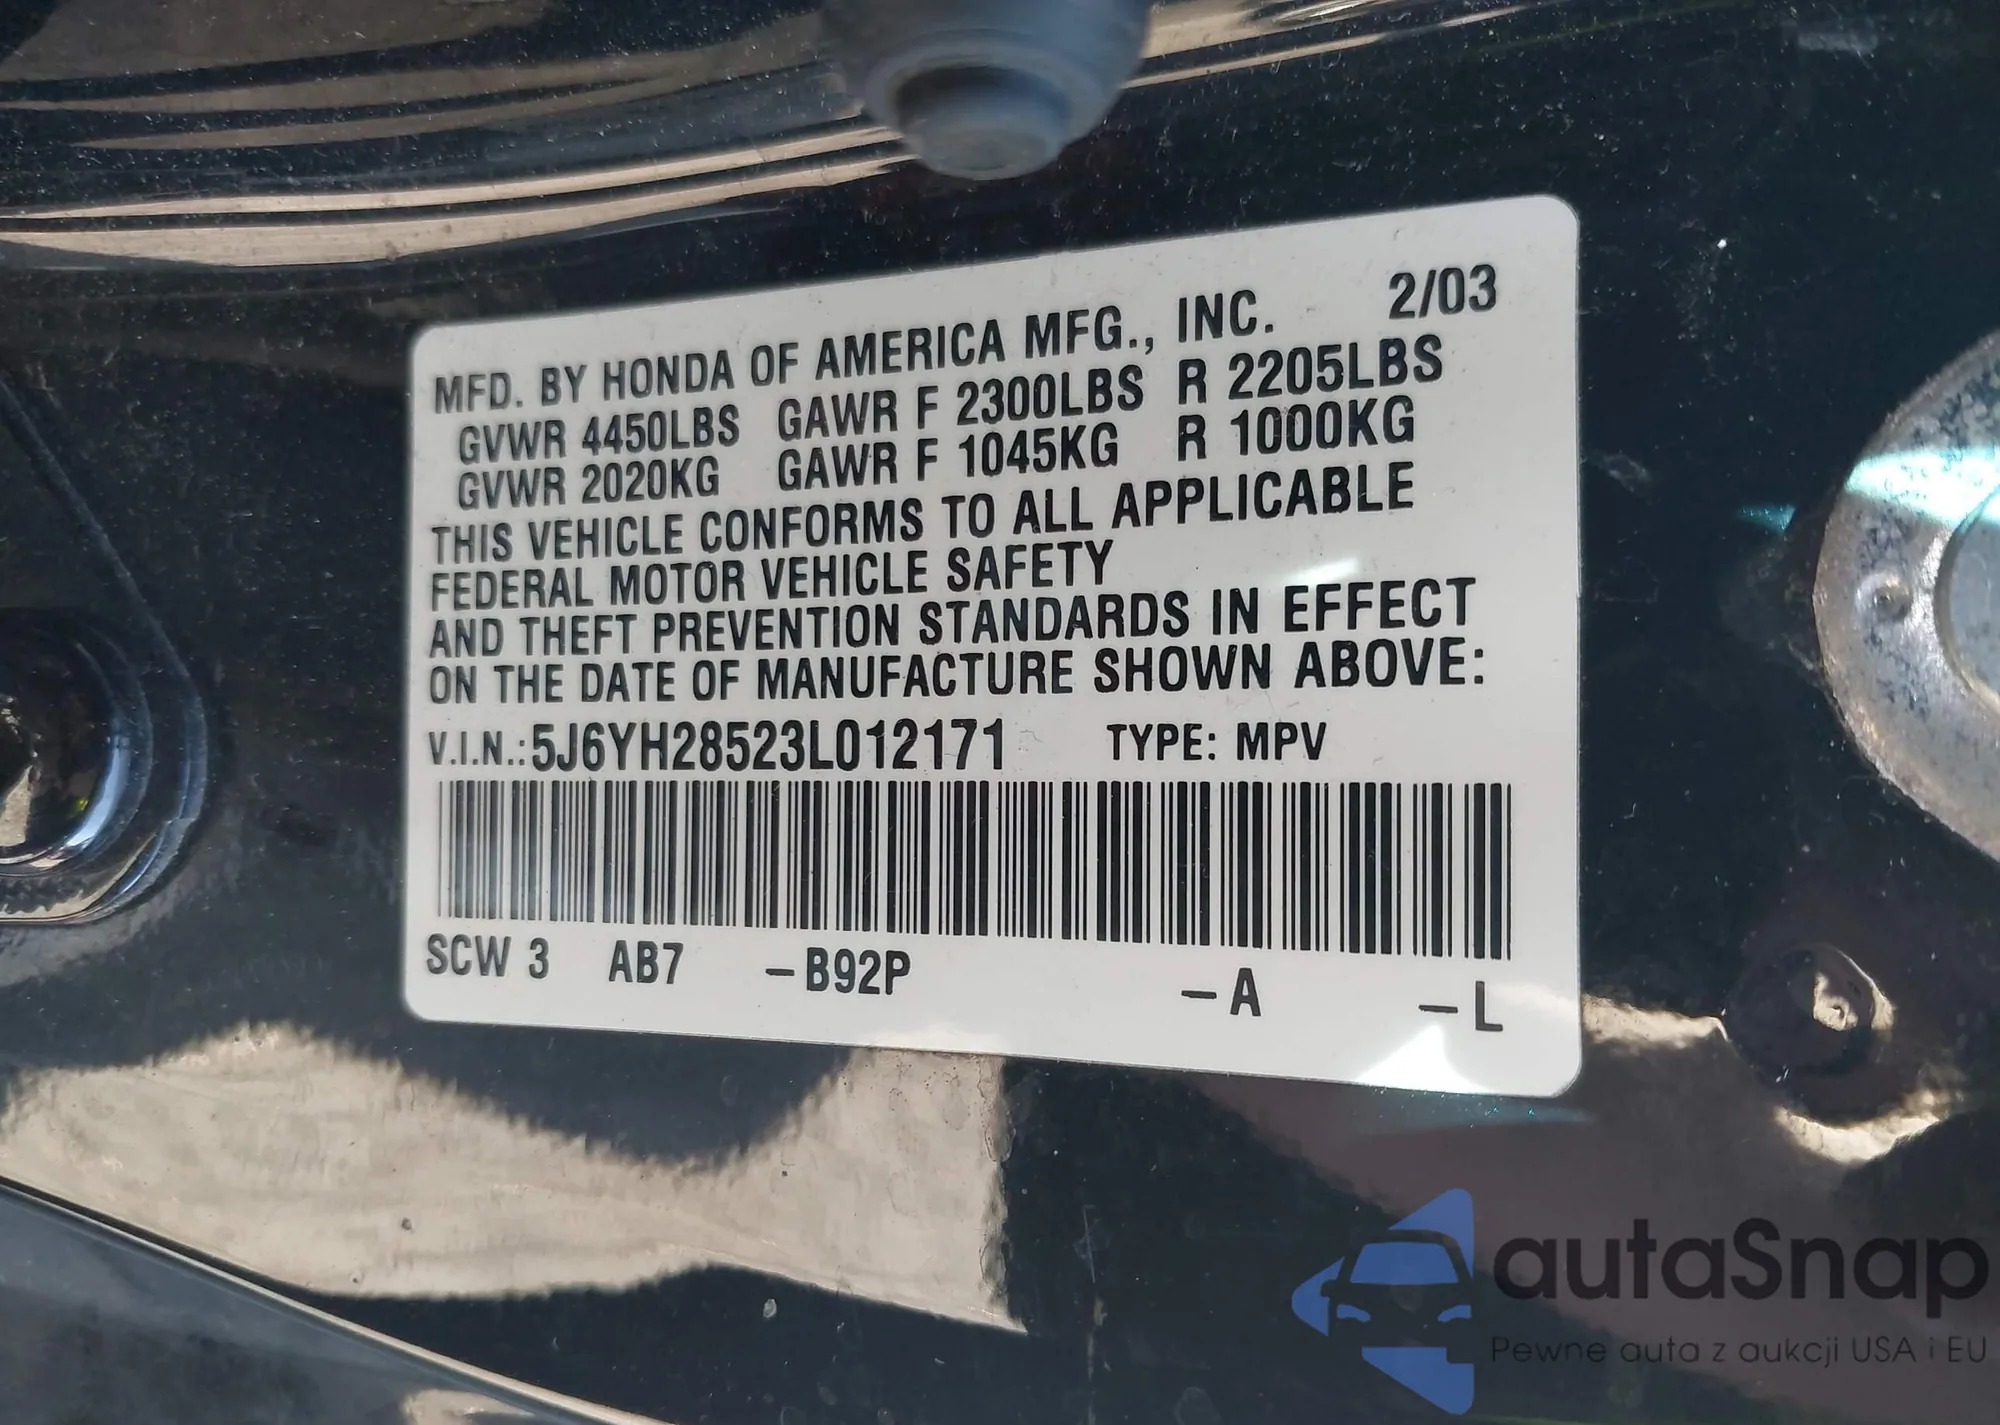 MFD. BY HONDA OF AMERICA MFG., INC. 2/03
GVWR 4450LBS GAWR F 2300LBS R 2205LBS
GVWR 2020KG GAWR F 1045KG R 1000KG
THIS VEHICLE CONFORMS TO ALL APPLICABLE
FEDERAL MOTOR VEHICLE SAFETY
AND THEFT PREVENTION STANDARDS IN EFFECT
ON THE DATE OF MANUFACTURE SHOWN ABOVE:
V.I.N.: 5J6YH28523L012171 TYPE: MPV
SCW 3 AB7 –B92P –A –L
autaSnap
Pewne auta z aukcji USA i EU